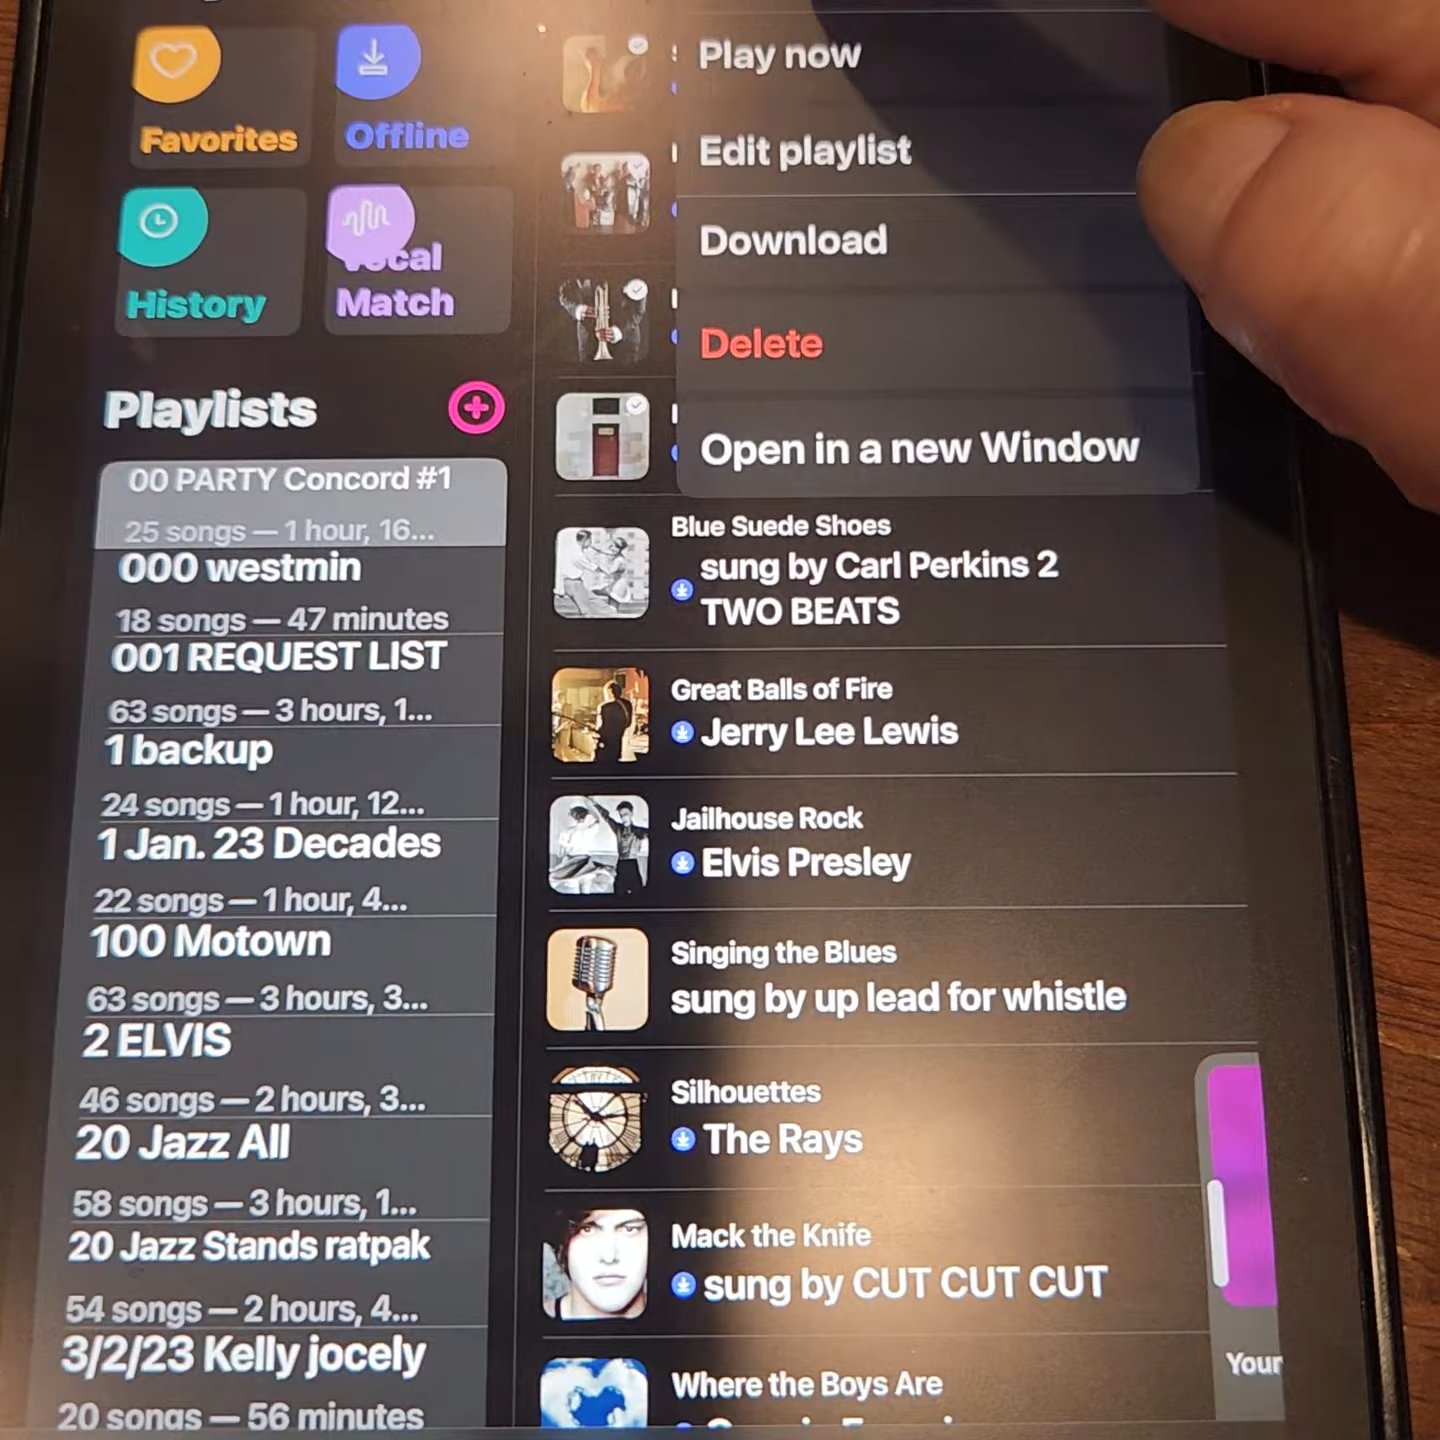 Favorites
Offline
History
Vocal
Match
Playlists
00 PARTY Concord #1
25 songs — 1 hour, 16...
000 westmin
18 songs — 47 minutes
001 REQUEST LIST
63 songs — 3 hours, 1...
1 backup
24 songs — 1 hour, 12...
1 Jan. 23 Decades
22 songs — 1 hour, 4...
100 Motown
63 songs — 3 hours, 3...
2 ELVIS
46 songs — 2 hours, 3...
20 Jazz All
58 songs — 3 hours, 1...
20 Jazz Stands ratpak
54 songs — 2 hours, 4...
3/2/23 Kelly jocely
20 songs — 56 minutes
Play now
Edit playlist
Download
Delete
Open in a new Window
Blue Suede Shoes
sung by Carl Perkins 2
TWO BEATS
Great Balls of Fire
Jerry Lee Lewis
Jailhouse Rock
Elvis Presley
Singing the Blues
sung by up lead for whistle
Silhouettes
The Rays
Mack the Knife
sung by CUT CUT CUT
Where the Boys Are
Your